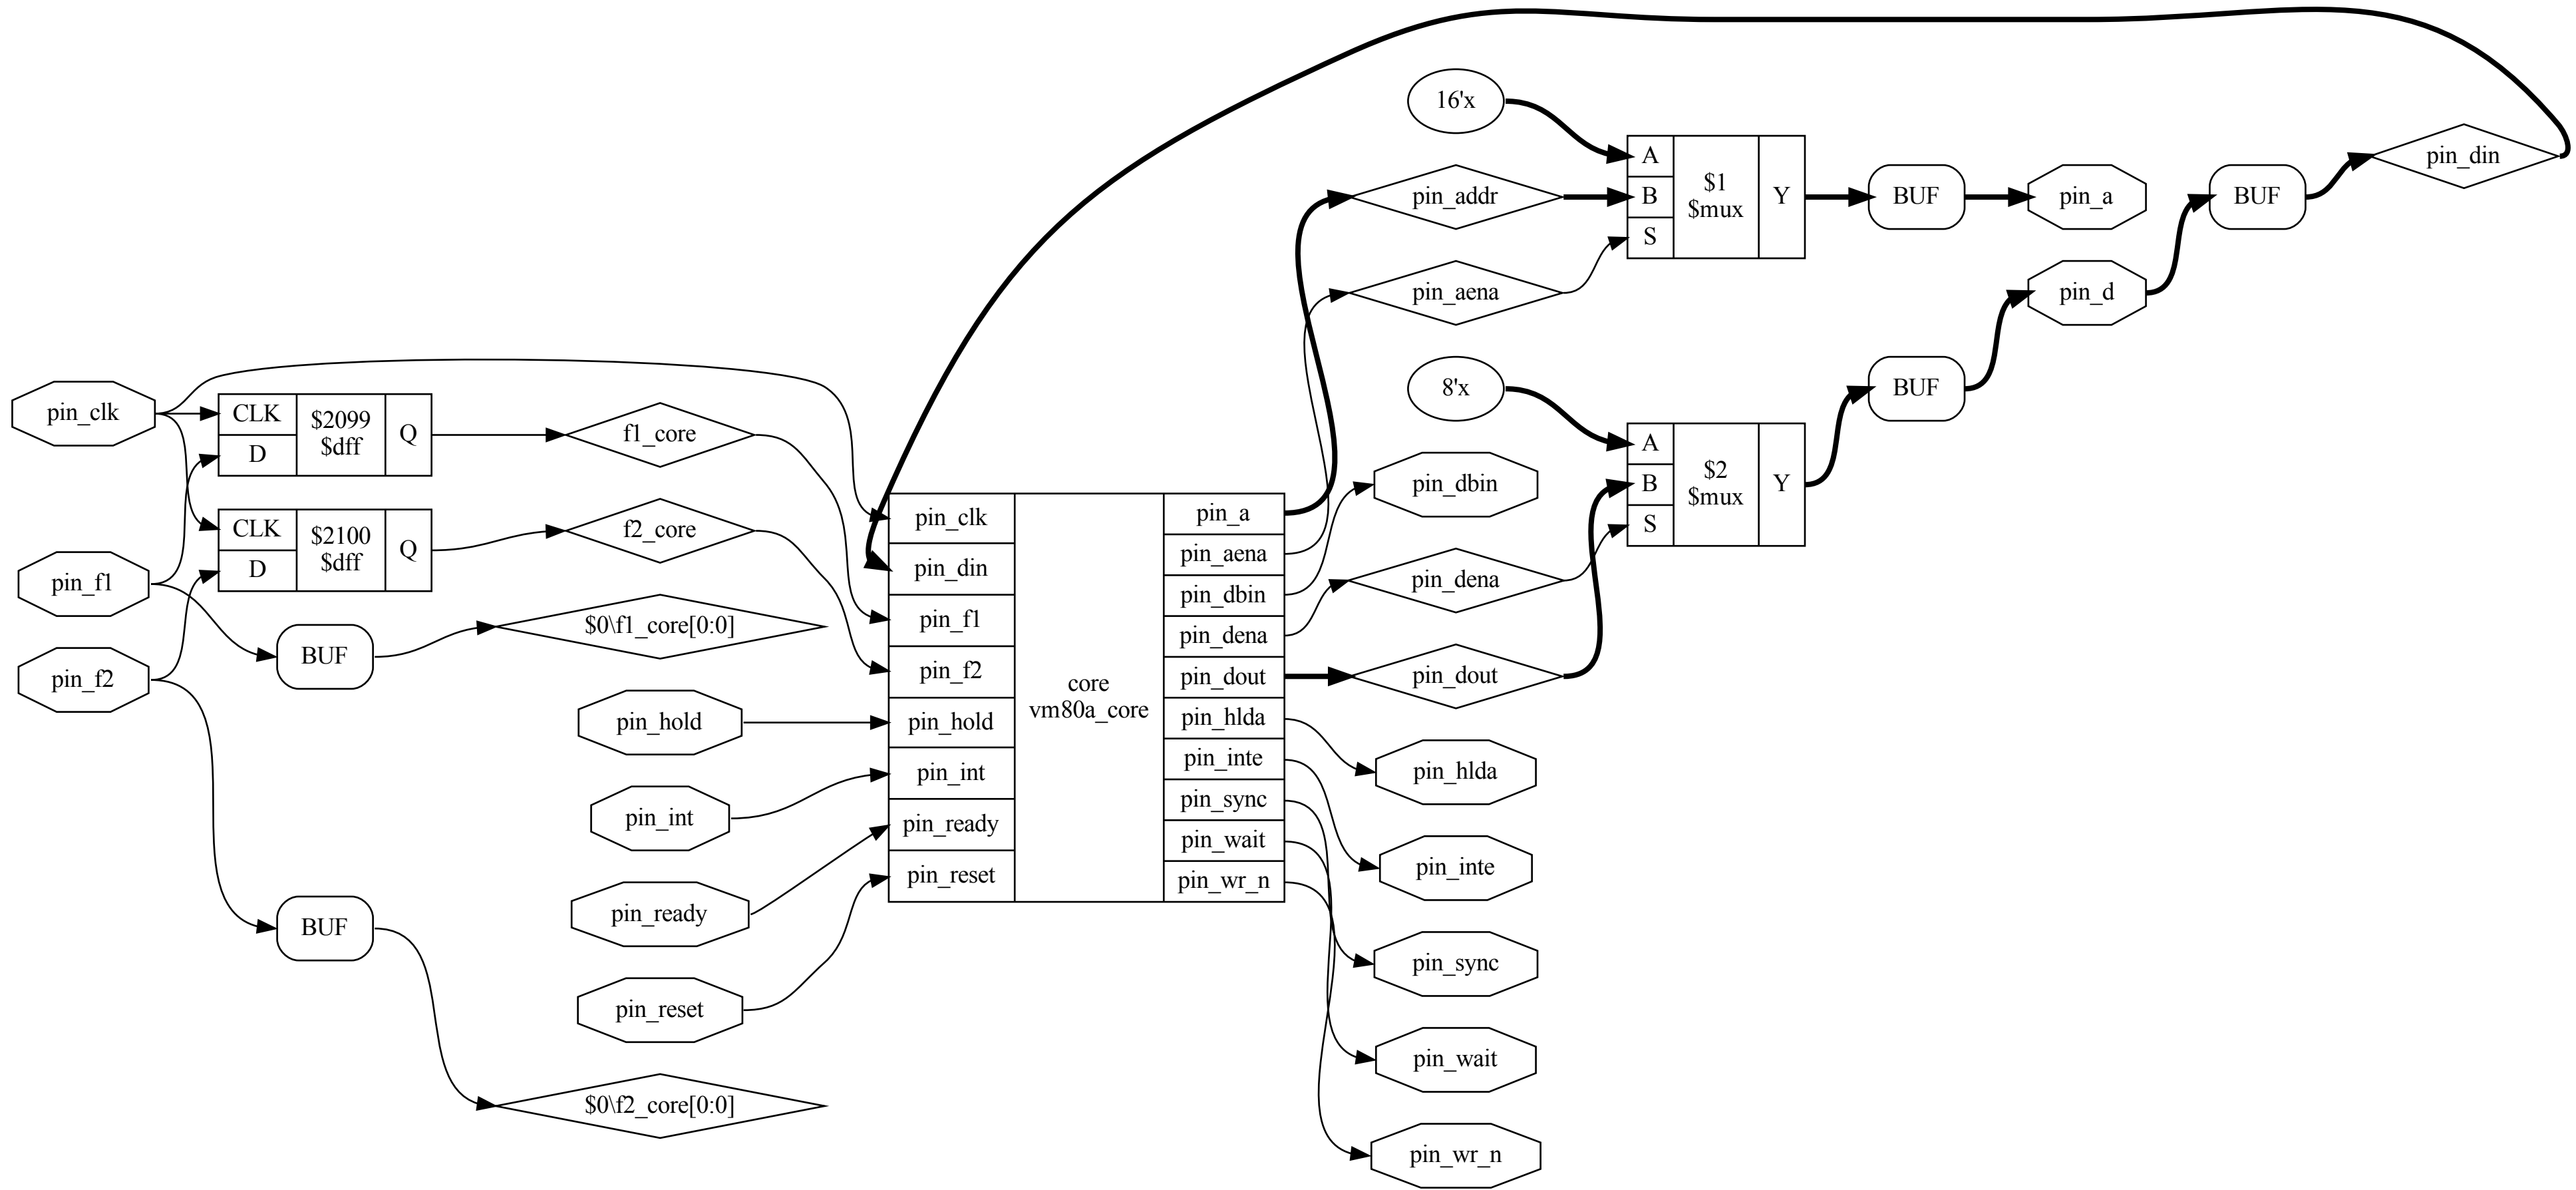 pin_clk
pin_f1
pin_f2
CLK
D
$2099
$dff
Q
CLK
D
$2100
$dff
Q
BUF
BUF
f1_core
f2_core
$0\f1_core[0:0]
pin_hold
pin_int
pin_ready
pin_reset
$0\f2_core[0:0]
pin_clk
pin_din
pin_f1
pin_f2
pin_hold
pin_int
pin_ready
pin_reset
core
vm80a_core
pin_a
pin_aena
pin_dbin
pin_dena
pin_dout
pin_hlda
pin_inte
pin_sync
pin_wait
pin_wr_n
16'x
pin_addr
pin_aena
8'x
pin_dbin
pin_dena
pin_dout
pin_hlda
pin_inte
pin_sync
pin_wait
pin_wr_n
A
B
S
$1
$mux
Y
A
B
S
$2
$mux
Y
BUF
BUF
pin_a
pin_d
BUF
pin_din